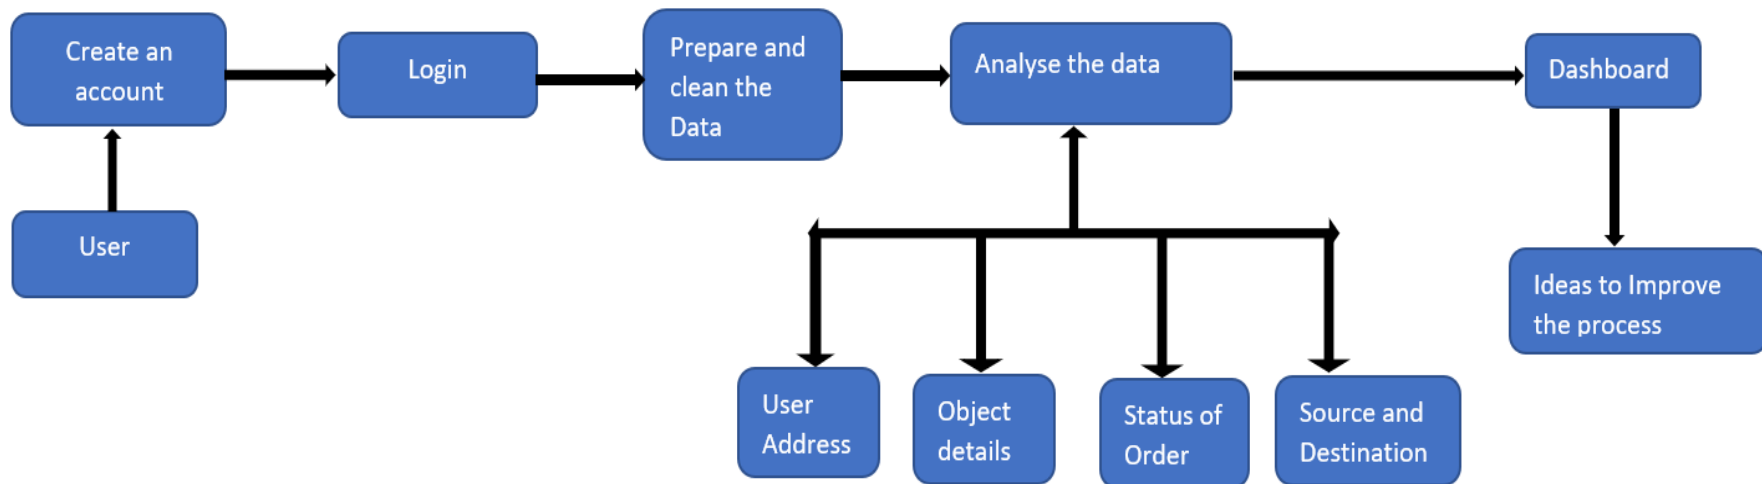 Create an
account
Login
Prepare and
clean the
Data
Analyse the data
Dashboard
User
Ideas to Improve
the process
User
Address
Object
details
Status of
Order
Source and
Destination